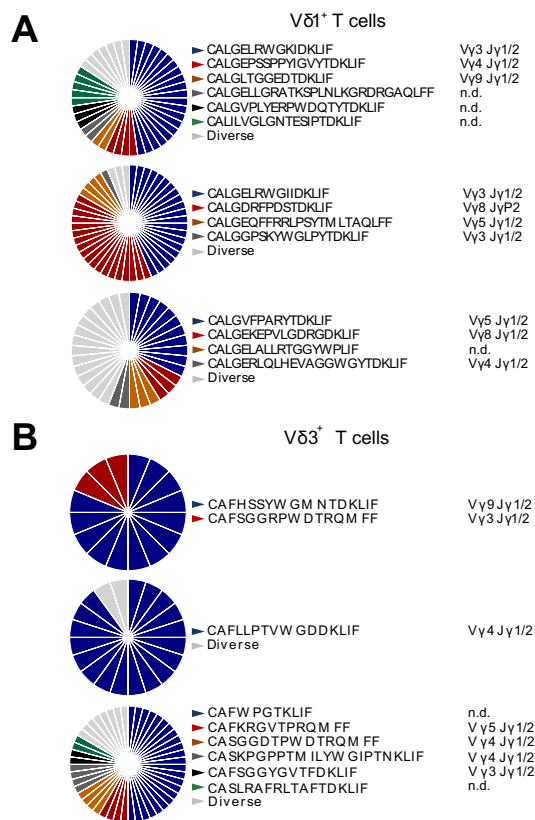 A
Vδ1⁺ T cells
CALGELRWGKIDKLIF Vγ3 Jγ1/2
CALGEPSSPPYIGVYTDKLIF Vγ4 Jγ1/2
CALGLTGGEDTDKLIF Vγ9 Jγ1/2
CALGELLGRATKSPLNLKGRDRGAQLFF n.d.
CALGVPLYERPWDQTYTDKLIF n.d.
CALILVGLGNTESIPTDKLIF n.d.
Diverse
CALGELRWGIIDKLIF Vγ3 Jγ1/2
CALGDRFPDSTDKLIF Vγ8 JγP2
CALGEQFFRRLPSYTMLTAQLFF Vγ5 Jγ1/2
CALGGPSKYWGLPYTDKLIF Vγ3 Jγ1/2
Diverse
CALGVFPARYTDKLIF Vγ5 Jγ1/2
CALGEKEPVLGDRGDKLIF Vγ8 Jγ1/2
CALGELALLRTGGYWPLIF n.d.
CALGERLQLHEVAGGWGYTDKLIF Vγ4 Jγ1/2
Diverse
B
Vδ3⁺ T cells
CAFHSSYWGMNTDKLIF Vγ9 Jγ1/2
CAFSGGRPWDTRQMFF Vγ3 Jγ1/2
CAFLLPTVWGDDKLIF Vγ4 Jγ1/2
Diverse
CAFWPGTKLIF n.d.
CAFKRGVTPRQMFF Vγ5 Jγ1/2
CASGGDTPWDTRQMFF Vγ4 Jγ1/2
CASKPGPPTMILYWGIPTNKLIF Vγ4 Jγ1/2
CAFSGGYGVTFDKLIF Vγ3 Jγ1/2
CASLRAFRLTAFTDKLIF n.d.
Diverse